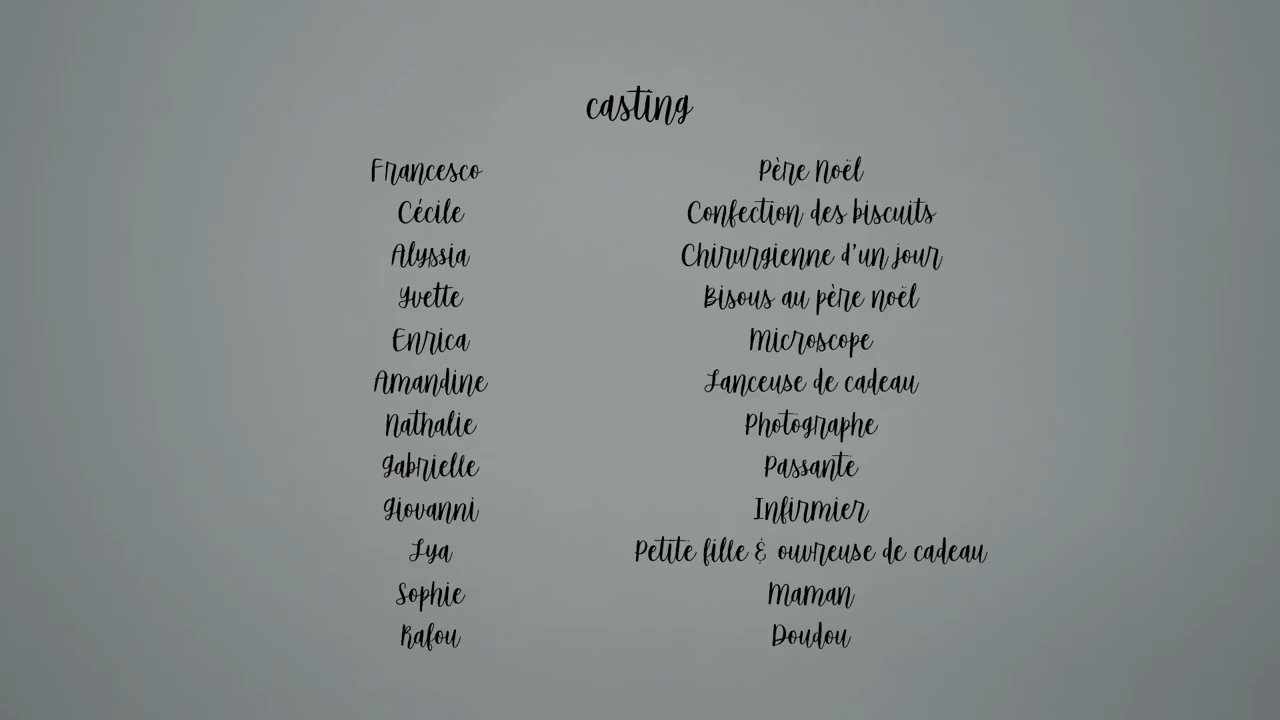 casting
Francesco Père Noël
Cécile Confection des biscuits
Alyssia Chirurgienne d'un jour
Yvette Bisous au père noël
Enrica Microscope
Amandine Lanceuse de cadeau
Nathalie Photographe
Gabrielle Passante
Giovanni Infirmier
Lya Petite fille & ouvreuse de cadeau
Sophie Maman
Rafou Doudou